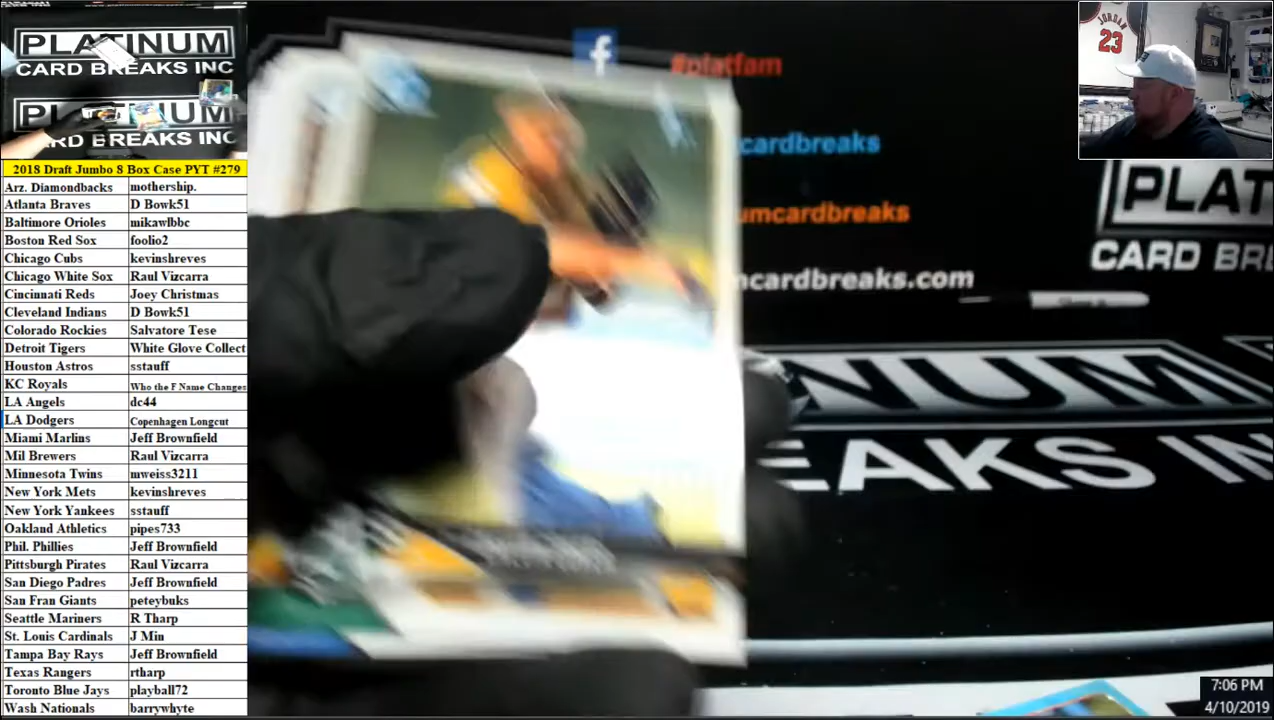 PLATINUM
CARD BREAKS INC
CARD BREAKS INC
2018 Draft Jumbo 8 Box Case PYT #279
Arz. Diamondbacks mothership.
Atlanta Braves D Bowk51
Baltimore Orioles mikawlbbc
Boston Red Sox foolio2
Chicago Cubs kevinshreves
Chicago White Sox Raul Vizcarra
Cincinnati Reds Joey Christmas
Cleveland Indians D Bowk51
Colorado Rockies Salvatore Tese
Detroit Tigers White Glove Collect
Houston Astros sstauff
KC Royals Who the F Name Changes
LA Angels dc44
LA Dodgers Copenhagen Longcut
Miami Marlins Jeff Brownfield
Mil Brewers Raul Vizcarra
Minnesota Twins mweiss3211
New York Mets kevinshreves
New York Yankees sstauff
Oakland Athletics pipes733
Phil. Phillies Jeff Brownfield
Pittsburgh Pirates Raul Vizcarra
San Diego Padres Jeff Brownfield
San Fran Giants peteybuks
Seattle Mariners R Tharp
St. Louis Cardinals J Min
Tampa Bay Rays Jeff Brownfield
Texas Rangers rtharp
Toronto Blue Jays playball72
Wash Nationals barrywhyte
f #platfam
cardbreaks
umcardbreaks
mcardbreaks.com
PLAT
CARD BRE
NUM
EAKS IN
JORDAN
23
7:06 PM
4/10/2019